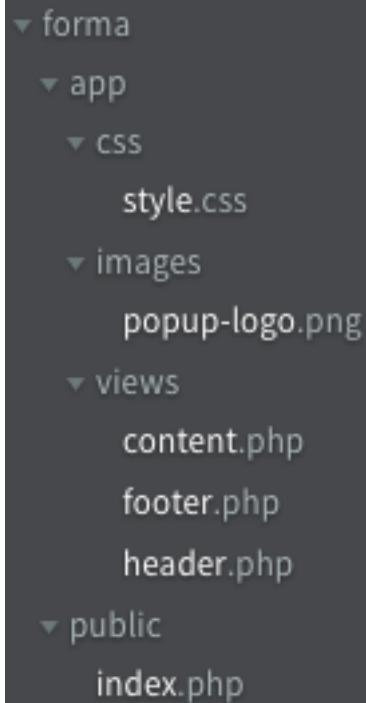 forma
app
css
style.css
images
popup-logo.png
views
content.php
footer.php
header.php
public
index.php